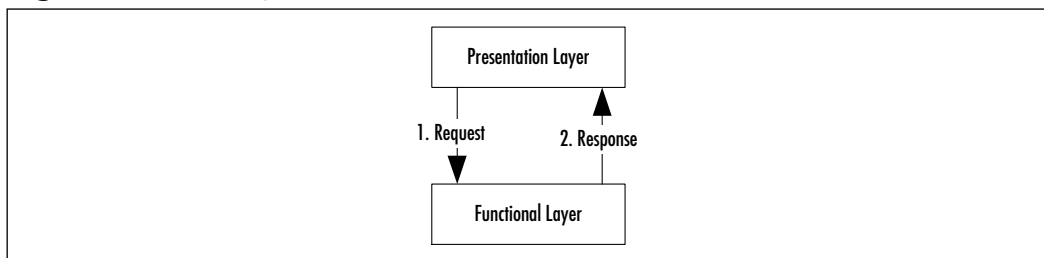 Presentation Layer
1. Request
2. Response
Functional Layer